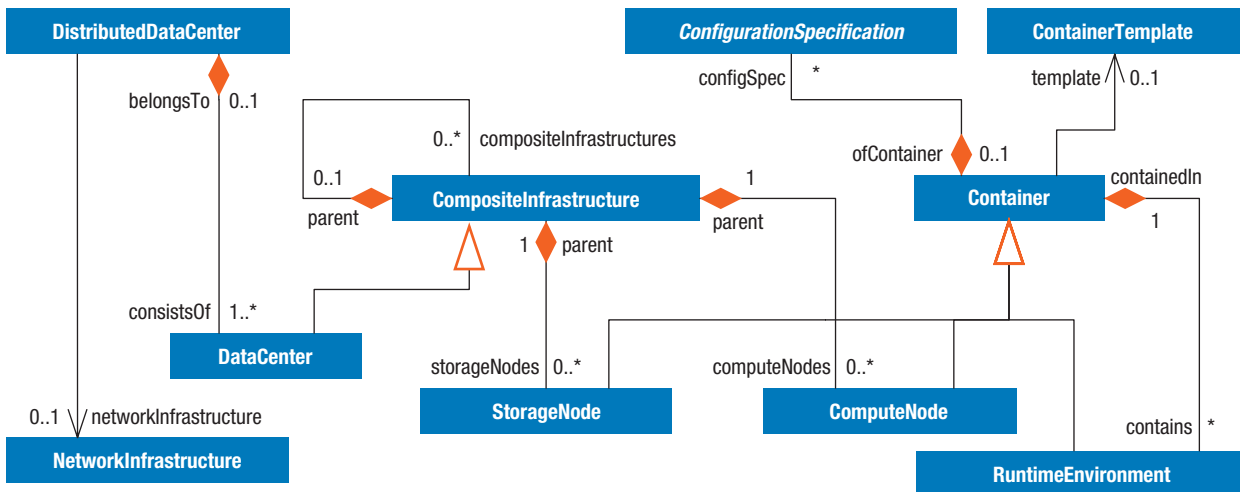 DistributedDataCenter
ConfigurationSpecification
ContainerTemplate
configSpec *
template 0..1
belongsTo 0..1
0..* compositeInfrastructures
ofContainer 0..1
0..1
1
containedIn
CompositeInfrastructure
Container
parent
parent
1
1 parent
consistsOf 1..*
DataCenter
storageNodes 0..*
computeNodes 0..*
StorageNode
ComputeNode
0..1 networkInfrastructure
contains *
NetworkInfrastructure
RuntimeEnvironment